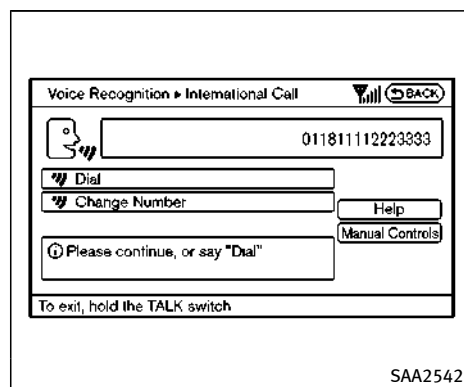 Voice Recognition ▸ International Call BACK
011811112223333
Dial
Change Number
Help
Manual Controls
Please continue, or say "Dial"
To exit, hold the TALK switch
SAA2542